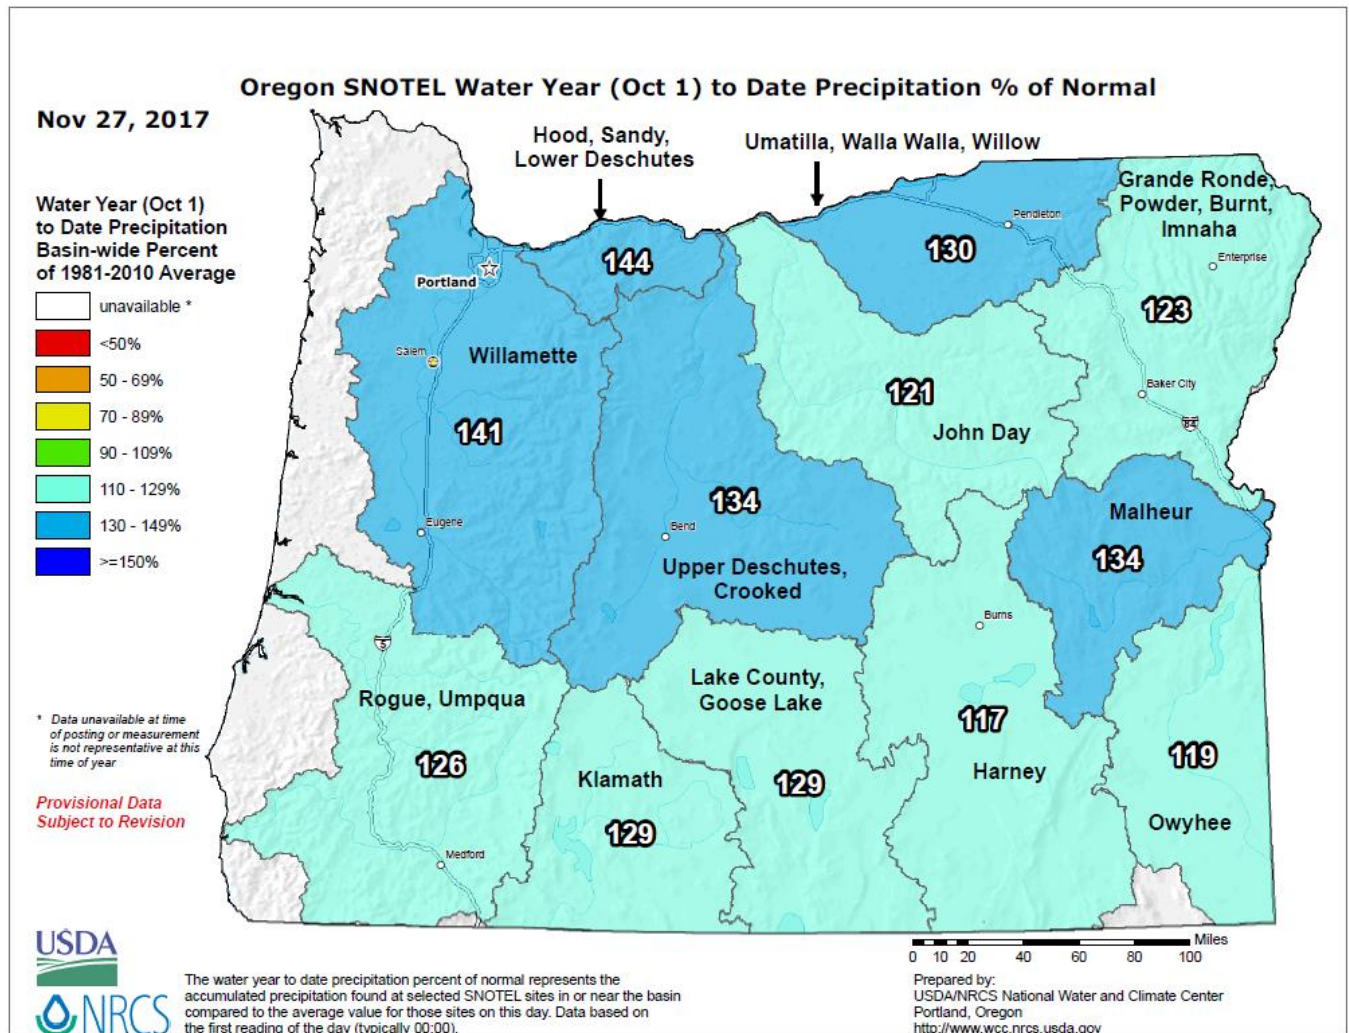 Oregon SNOTEL Water Year (Oct 1) to Date Precipitation % of Normal
Nov 27, 2017
Hood, Sandy,
Lower Deschutes
Umatilla, Walla Walla, Willow
Water Year (Oct 1)
to Date Precipitation
Basin-wide Percent
of 1981-2010 Average
unavailable *
<50%
50 - 69%
70 - 89%
90 - 109%
110 - 129%
130 - 149%
>=150%
Grande Ronde,
Powder, Burnt,
Imnaha
Pendleton
Enterprise
144
130
123
Portland
Salem
Willamette
141
121
John Day
Baker City
84
134
Bend
Upper Deschutes,
Crooked
Eugene
Malheur
134
Burns
5
Rogue, Umpqua
126
Medford
Lake County,
Goose Lake
129
Klamath
129
117
Harney
119
Owyhee
* Data unavailable at time
of posting or measurement
is not representative at this
time of year
Provisional Data
Subject to Revision
Miles
0 10 20 40 60 80 100
USDA
NRCS
The water year to date precipitation percent of normal represents the
accumulated precipitation found at selected SNOTEL sites in or near the basin
compared to the average value for those sites on this day. Data based on
the first reading of the day (typically 00:00).
Prepared by:
USDA/NRCS National Water and Climate Center
Portland, Oregon
http://www.wcc.nrcs.usda.gov